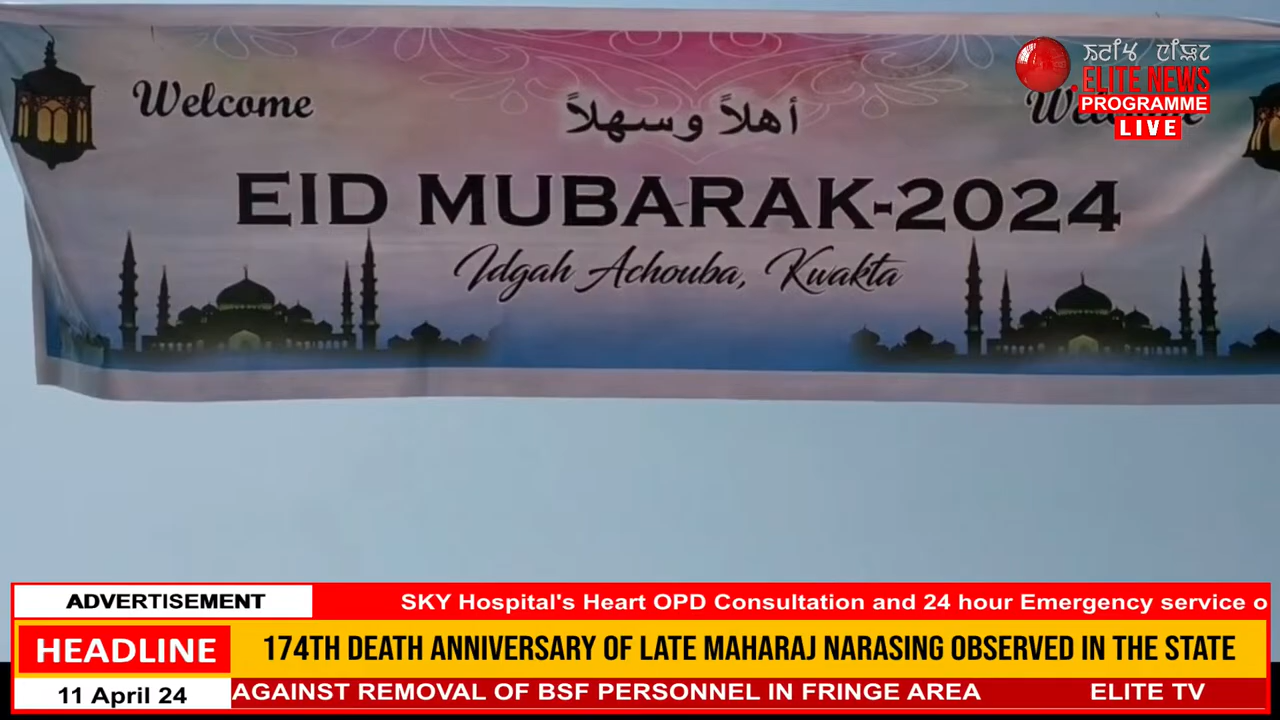 Welcome
أهلاً وسهلاً
Welcome
EID MUBARAK-2024
Idgah Achouba, Kwakta
ELITE NEWS
PROGRAMME
LIVE
ADVERTISEMENT
SKY Hospital's Heart OPD Consultation and 24 hour Emergency service o
HEADLINE
174TH DEATH ANNIVERSARY OF LATE MAHARAJ NARASING OBSERVED IN THE STATE
11 April 24
AGAINST REMOVAL OF BSF PERSONNEL IN FRINGE AREA ELITE TV